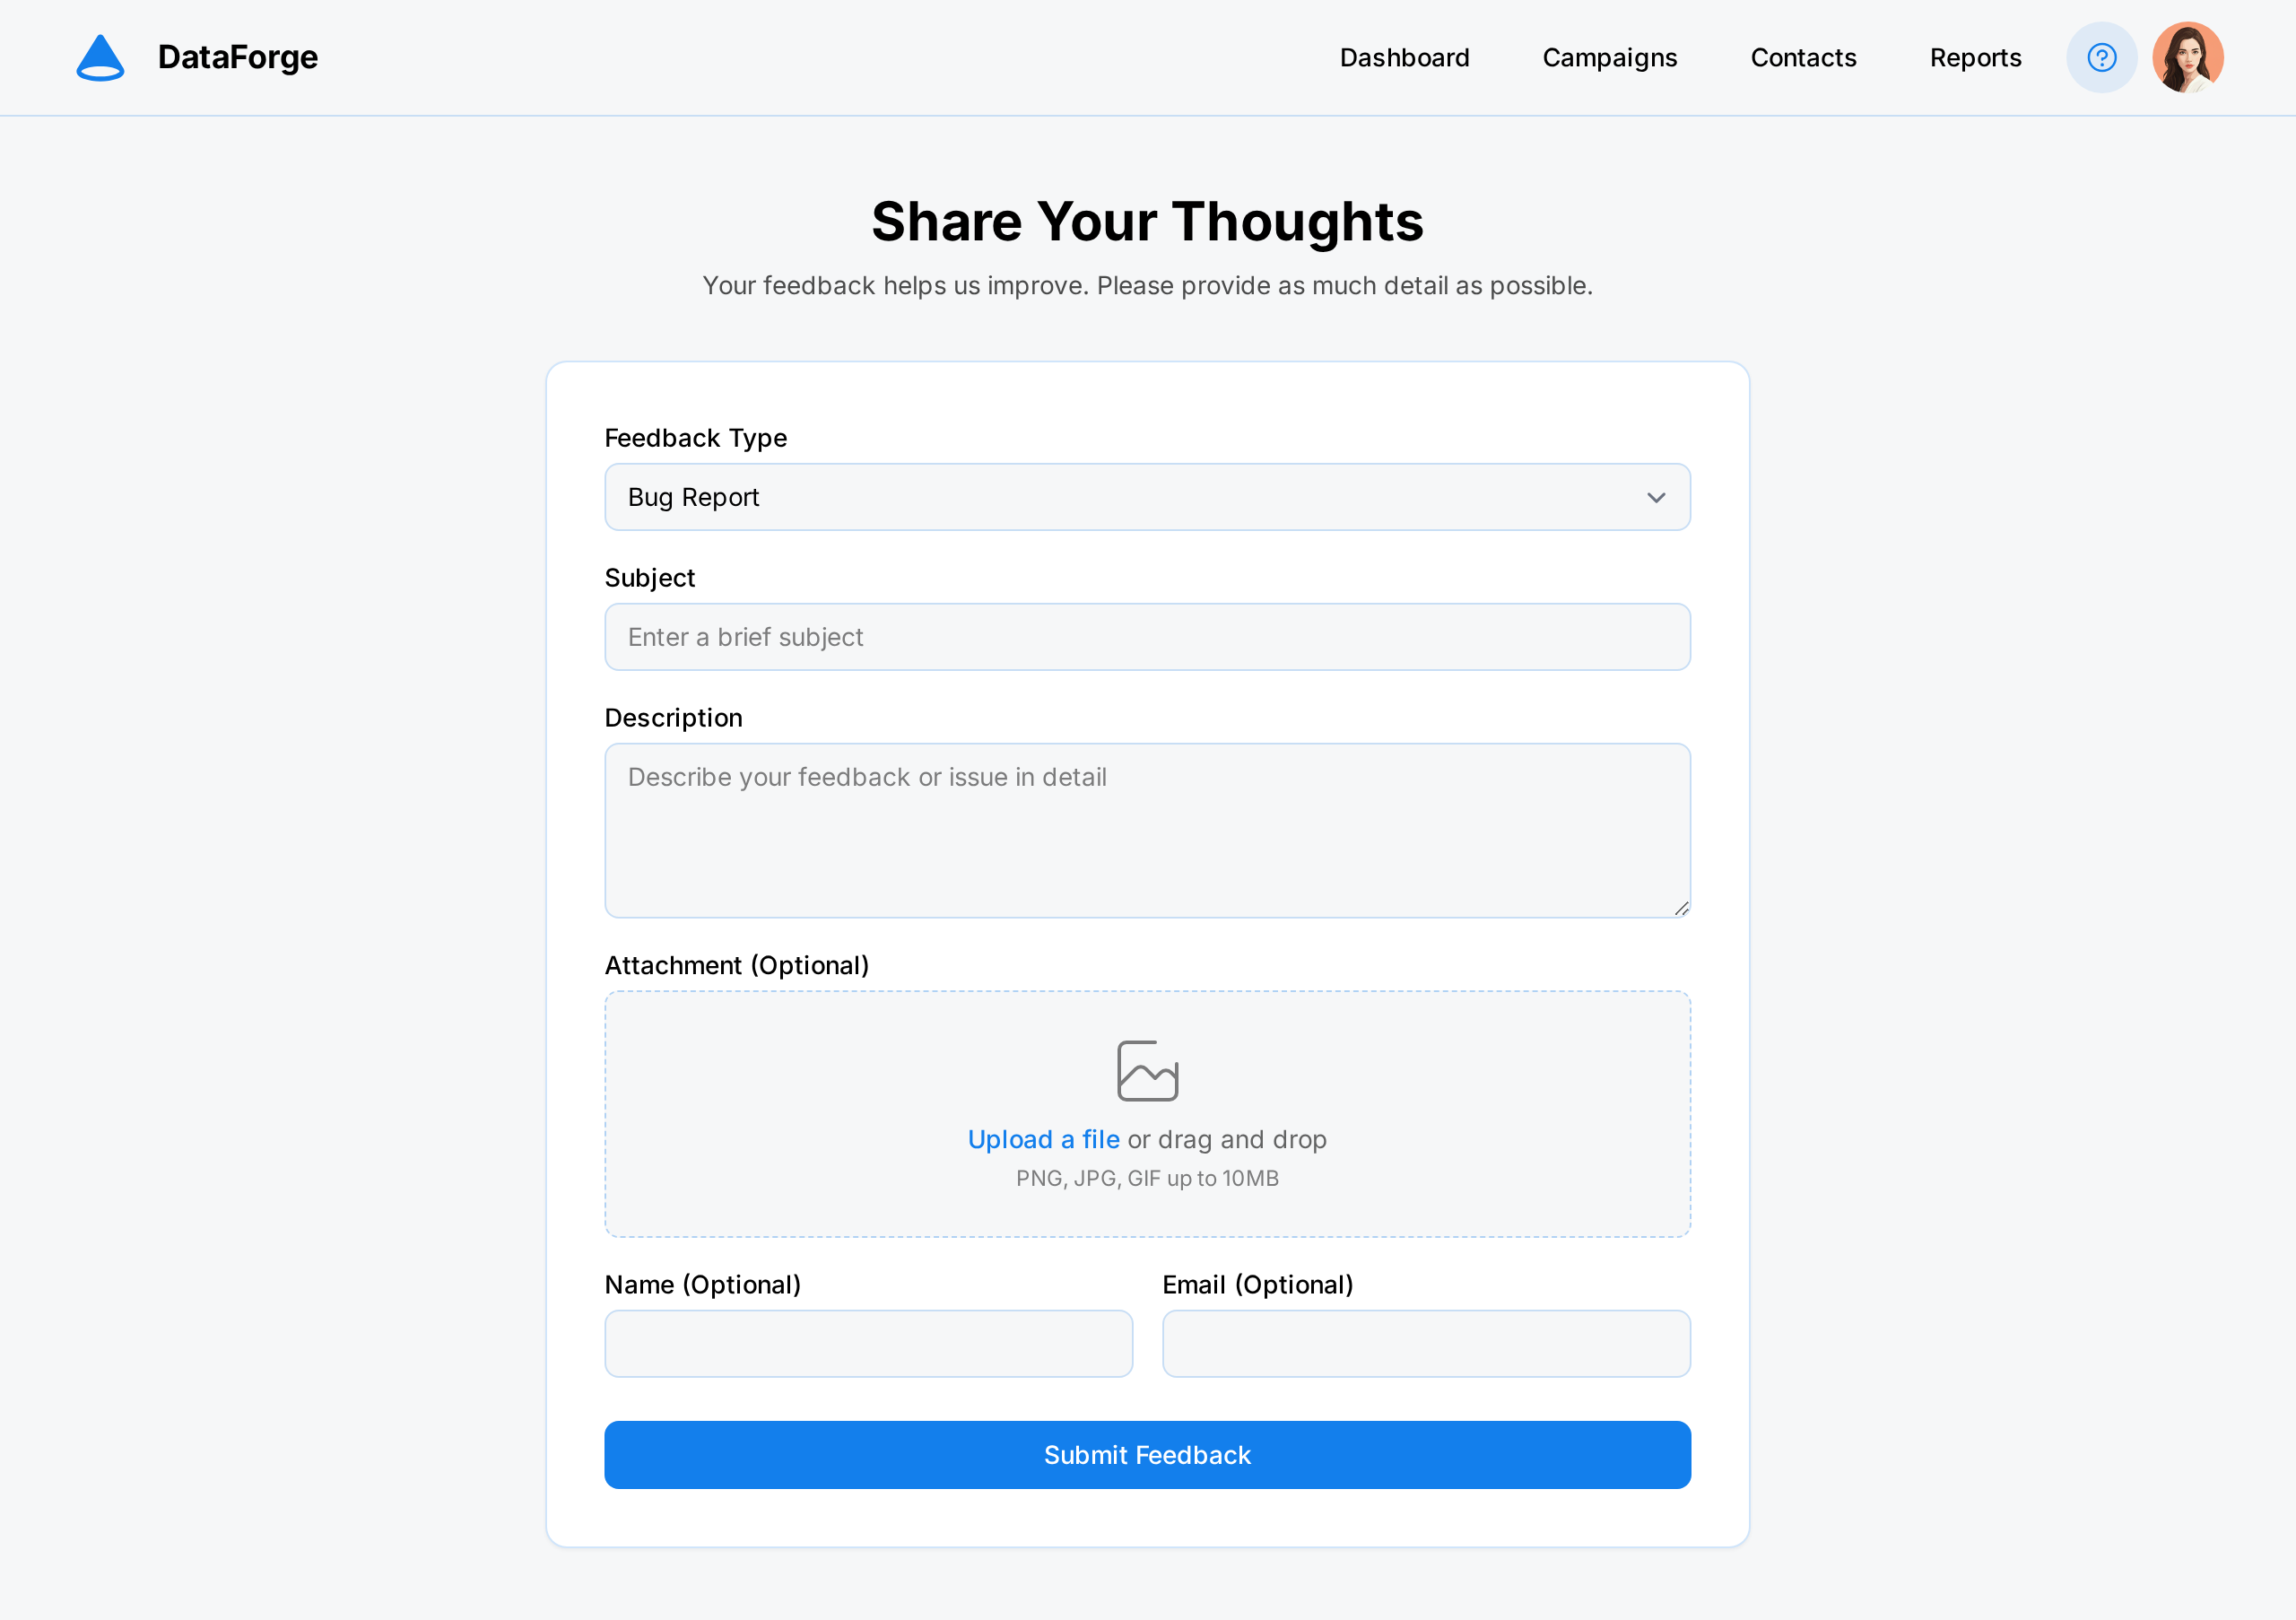 DataForge
Dashboard
Campaigns
Contacts
Reports
Share Your Thoughts
Your feedback helps us improve. Please provide as much detail as possible.
Feedback Type
Bug Report
Subject
Enter a brief subject
Description
Describe your feedback or issue in detail
Attachment (Optional)
Upload a file or drag and drop
PNG, JPG, GIF up to 10MB
Name (Optional)
Email (Optional)
Submit Feedback